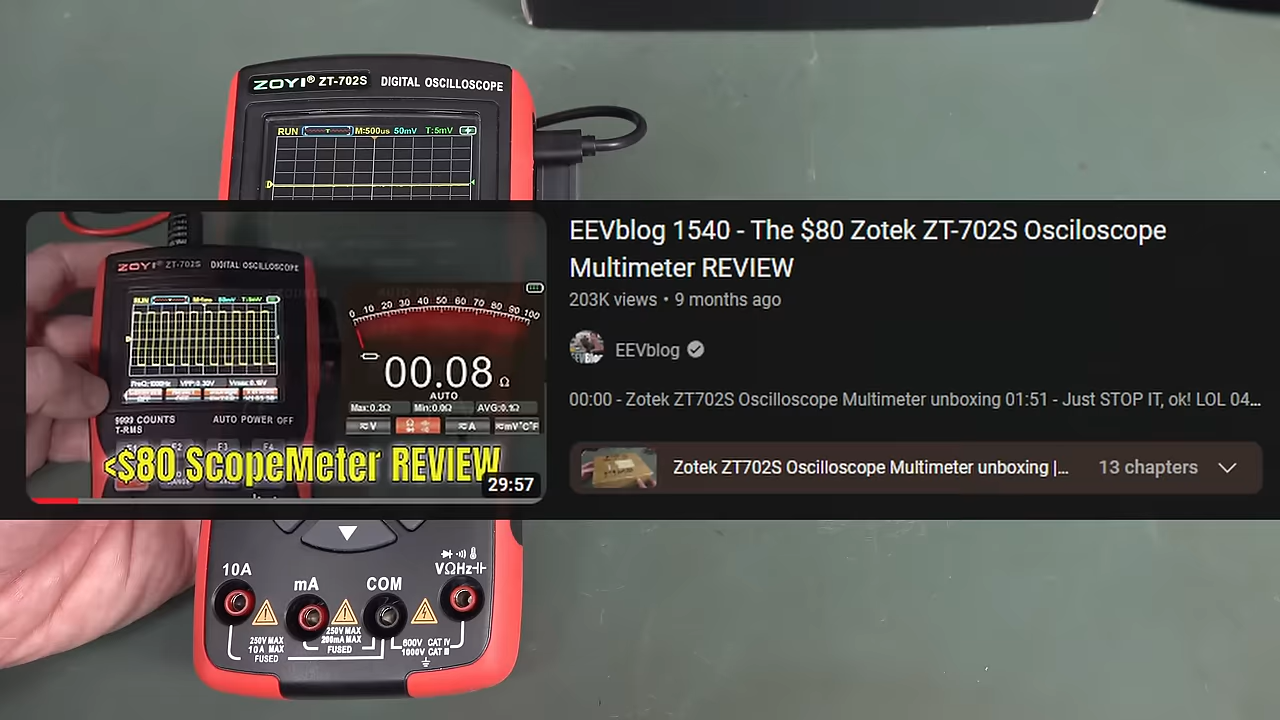 ZOYI® ZT-702S DIGITAL OSCILLOSCOPE
RUN T M:500us 50mV T:5mV
D
EEVblog 1540 - The $80 Zotek ZT-702S Osciloscope
Multimeter REVIEW
203K views • 9 months ago
EEVblog
00:00 - Zotek ZT702S Oscilloscope Multimeter unboxing 01:51 - Just STOP IT, ok! LOL 04...
Zotek ZT702S Oscilloscope Multimeter unboxing |...
13 chapters
ZOYI® ZT-702S DIGITAL OSCILLOSCOPE
RUN
0 10 20 30 40 50 60 70 80 90 100
00.08 Ω
AUTO
Max:0.2Ω Min:0.0Ω AVG:0.1Ω
≂V Ω ≂A ≂mV°C°F
9999 COUNTS AUTO POWER OFF
T-RMS
<$80 ScopeMeter REVIEW
29:57
10A
mA
COM
VΩHz
250V MAX
10A MAX
FUSED
250V MAX
200mA MAX
FUSED
600V CAT IV
1000V CAT III